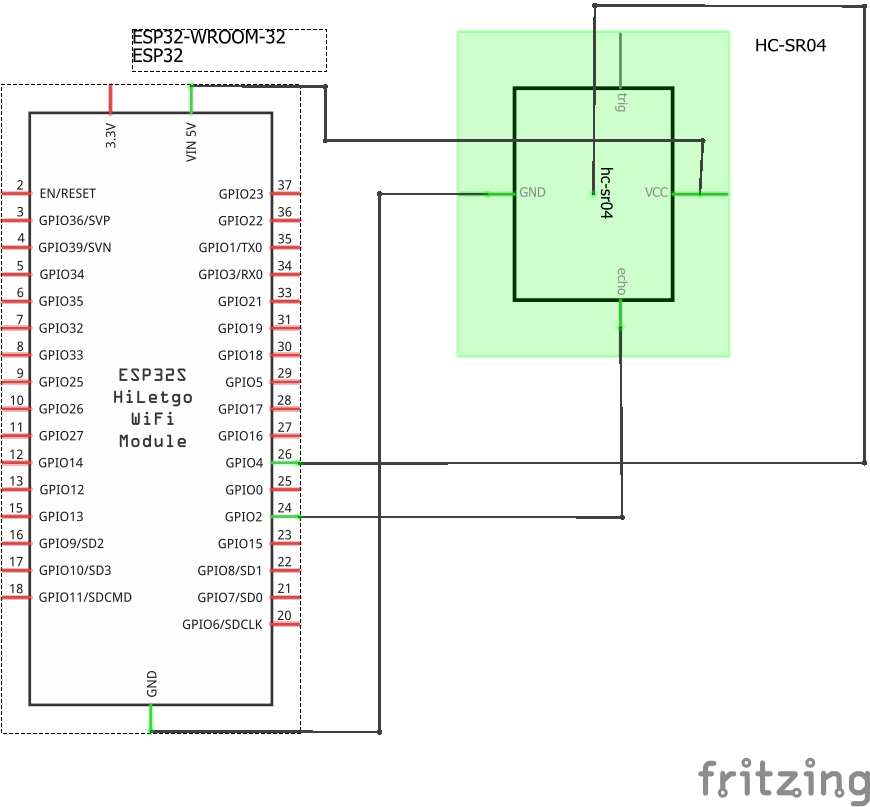 ESP32-WROOM-32
ESP32
HC-SR04
3.3V
VIN 5V
trig
hc-sr04
GND
VCC
echo
2
EN/RESET
GPIO23
37
3
GPIO36/SVP
GPIO22
36
4
GPIO39/SVN
GPIO1/TX0
35
5
GPIO34
GPIO3/RX0
34
6
GPIO35
GPIO21
33
7
GPIO32
GPIO19
31
8
GPIO33
GPIO18
30
9
GPIO25
GPIO5
29
10
GPIO26
GPIO17
28
11
GPIO27
GPIO16
27
12
GPIO14
GPIO4
26
13
GPIO12
GPIO0
25
15
GPIO13
GPIO2
24
16
GPIO9/SD2
GPIO15
23
17
GPIO10/SD3
GPIO8/SD1
22
18
GPIO11/SDCMD
GPIO7/SD0
21
GPIO6/SDCLK
20
ESP32S
HiLetgo
WiFi
Module
GND
fritzing